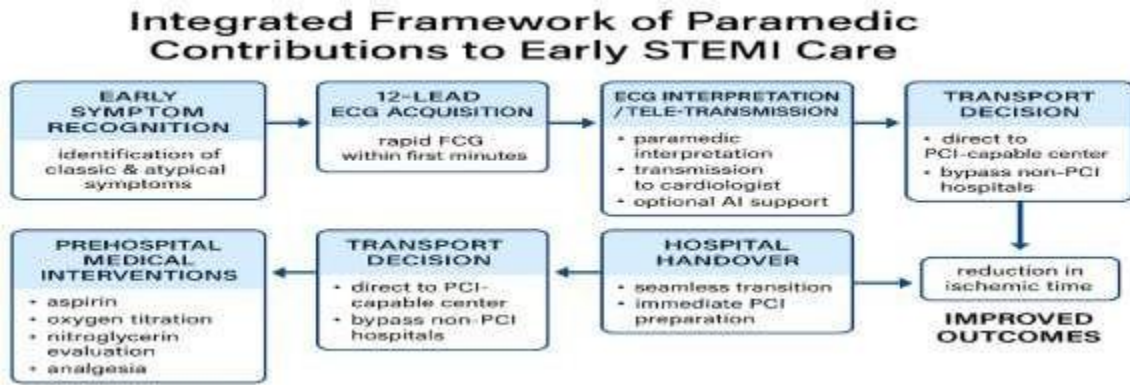 Integrated Framework of Paramedic
Contributions to Early STEMI Care
EARLY
SYMPTOM
RECOGNITION
identification of
classic & atypical
symptoms
12-LEAD
ECG ACQUISITION
rapid FCG
within first minutes
ECG INTERPRETATION
/TELE-TRANSMISSION
• paramedic
interpretation
• transmission
to cardiologist
• optional AI support
TRANSPORT
DECISION
• direct to
PCI-capable center
• bypass non-PCI
hospitals
PREHOSPITAL
MEDICAL
INTERVENTIONS
• aspirin
• oxygen titration
• nitroglycerin
evaluation
• analgesia
TRANSPORT
DECISION
• direct to PCI-
capable center
• bypass non-PCI
hospitals
HOSPITAL
HANDOVER
• seamless transition
• immediate PCI
preparation
reduction in
ischemic time
IMPROVED
OUTCOMES